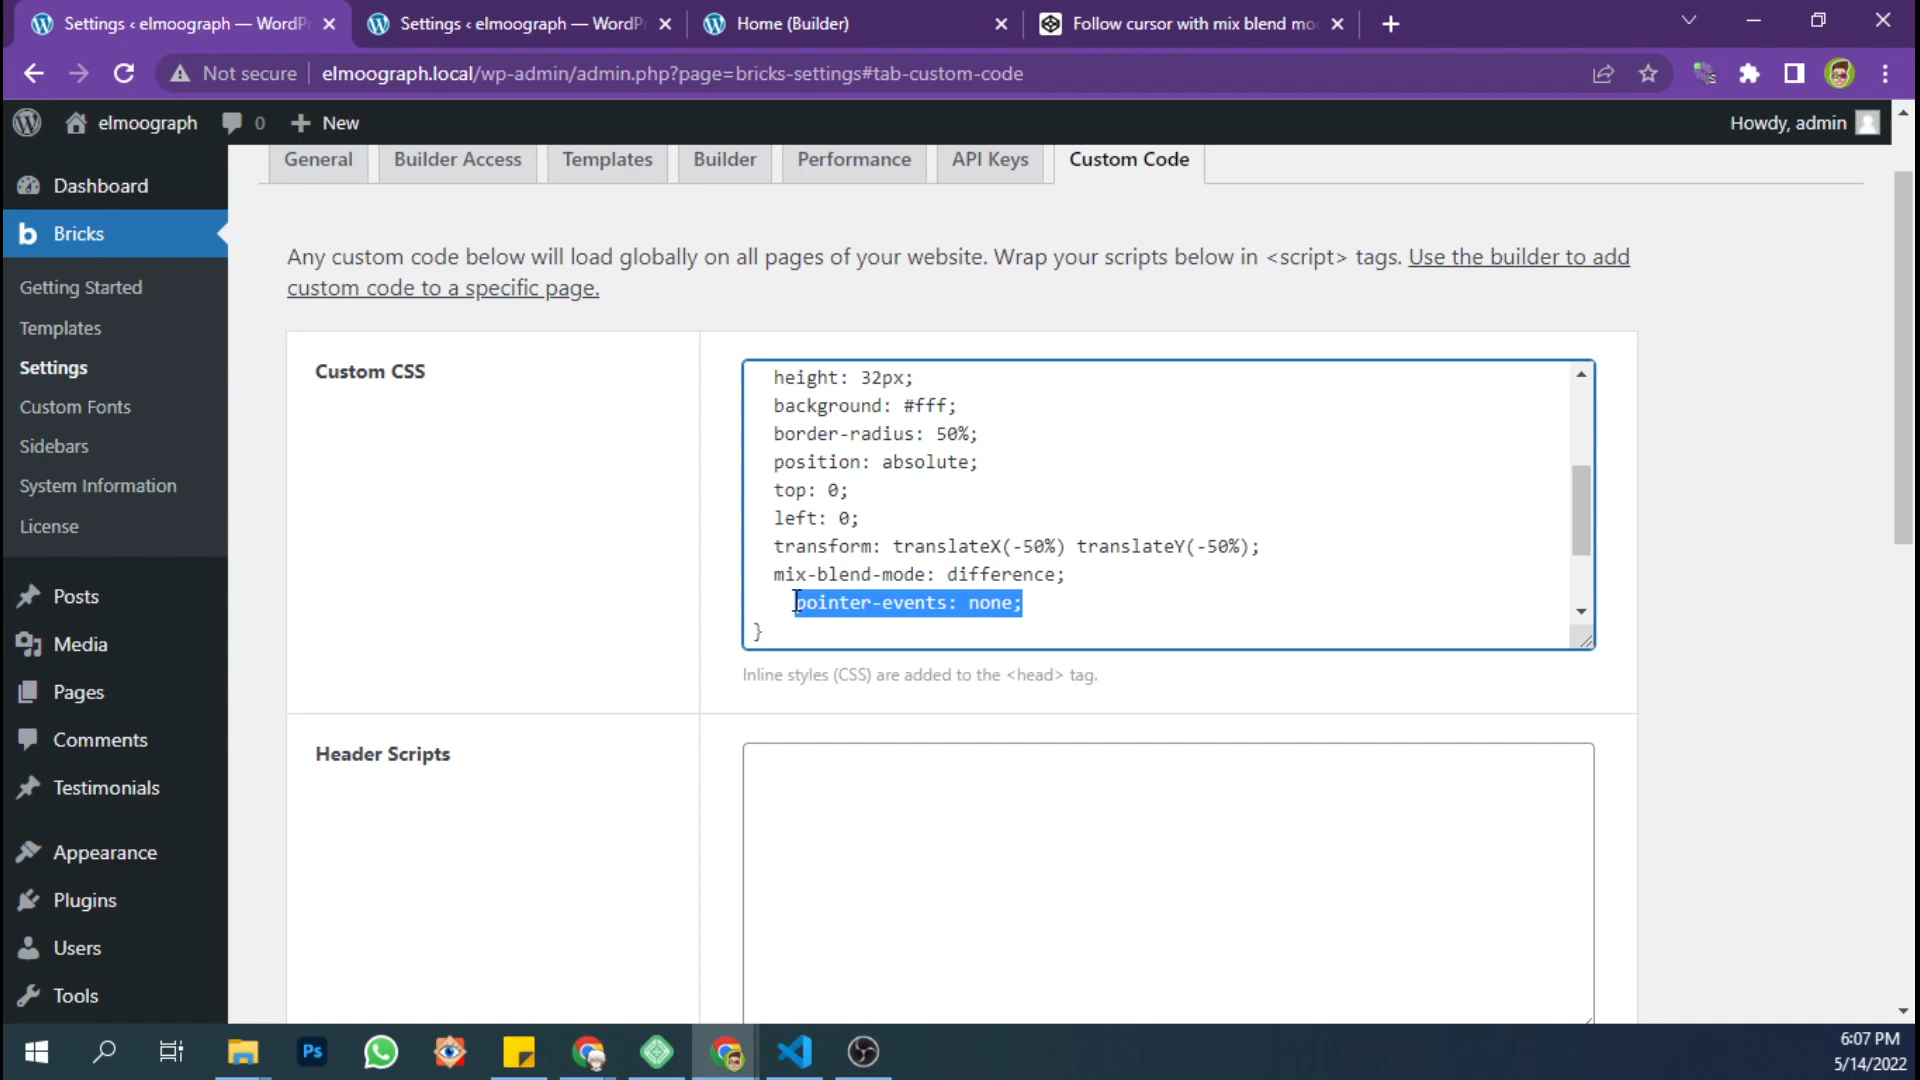 Settings ‹ elmoograph — WordPr
Settings ‹ elmoograph — WordPr
Home (Builder)
Follow cursor with mix blend mo
Not secure
elmoograph.local/wp-admin/admin.php?page=bricks-settings#tab-custom-code
elmoograph
0
New
Howdy, admin
General
Builder Access
Templates
Builder
Performance
API Keys
Custom Code
Dashboard
Bricks
Getting Started
Templates
Settings
Custom Fonts
Sidebars
System Information
License
Posts
Media
Pages
Comments
Testimonials
Appearance
Plugins
Users
Tools
Any custom code below will load globally on all pages of your website. Wrap your scripts below in <script> tags. Use the builder to add
custom code to a specific page.
Custom CSS
height: 32px;
background: #fff;
border-radius: 50%;
position: absolute;
top: 0;
left: 0;
transform: translateX(-50%) translateY(-50%);
mix-blend-mode: difference;
pointer-events: none;
}
Inline styles (CSS) are added to the <head> tag.
Header Scripts
Ps
6:07 PM
5/14/2022